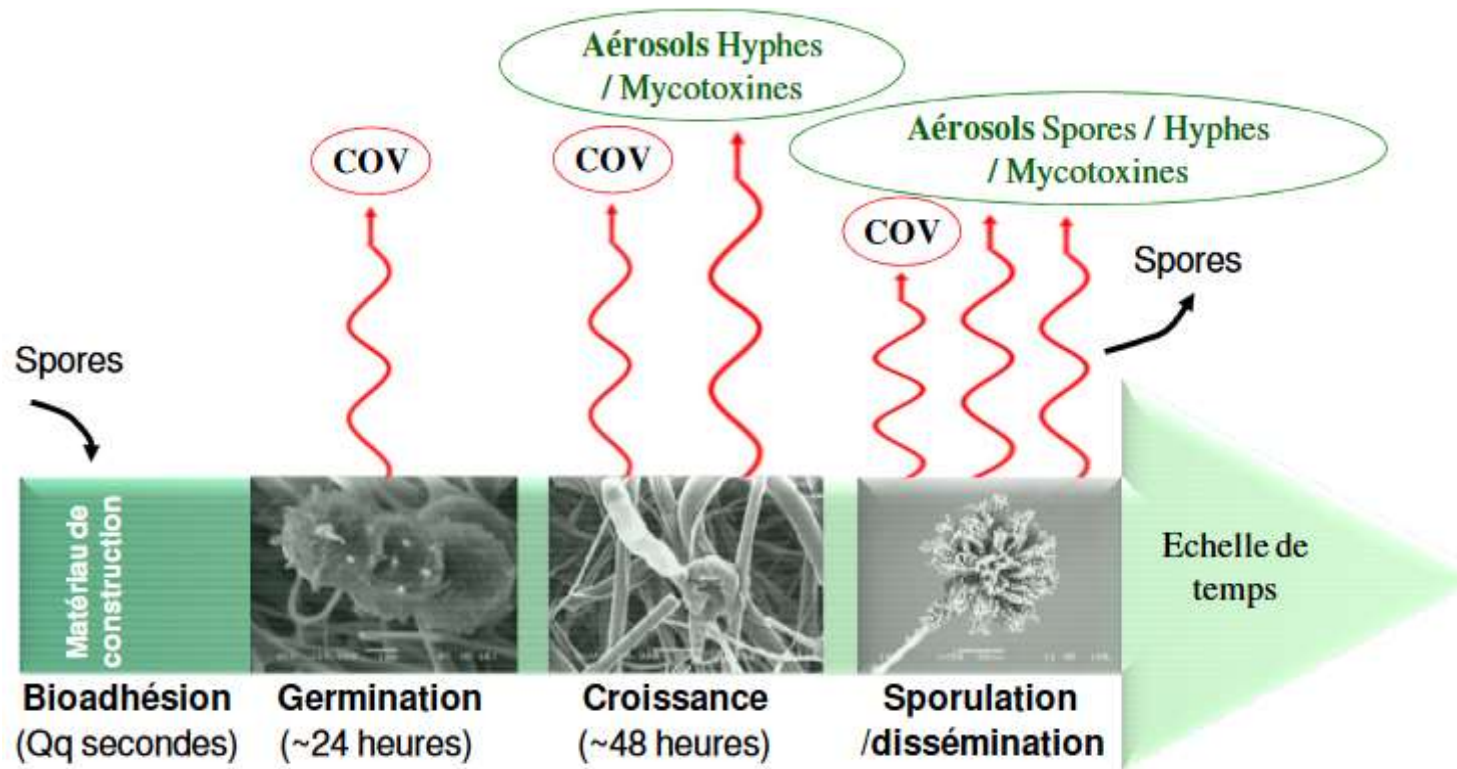 Aérosols Hyphes
/ Mycotoxines
Aérosols Spores / Hyphes
/ Mycotoxines
COV
COV
COV
Spores
Spores
Matériau de
construction
Echelle de
temps
Bioadhésion
(Qq secondes)
Germination
(~24 heures)
Croissance
(~48 heures)
Sporulation
/dissémination